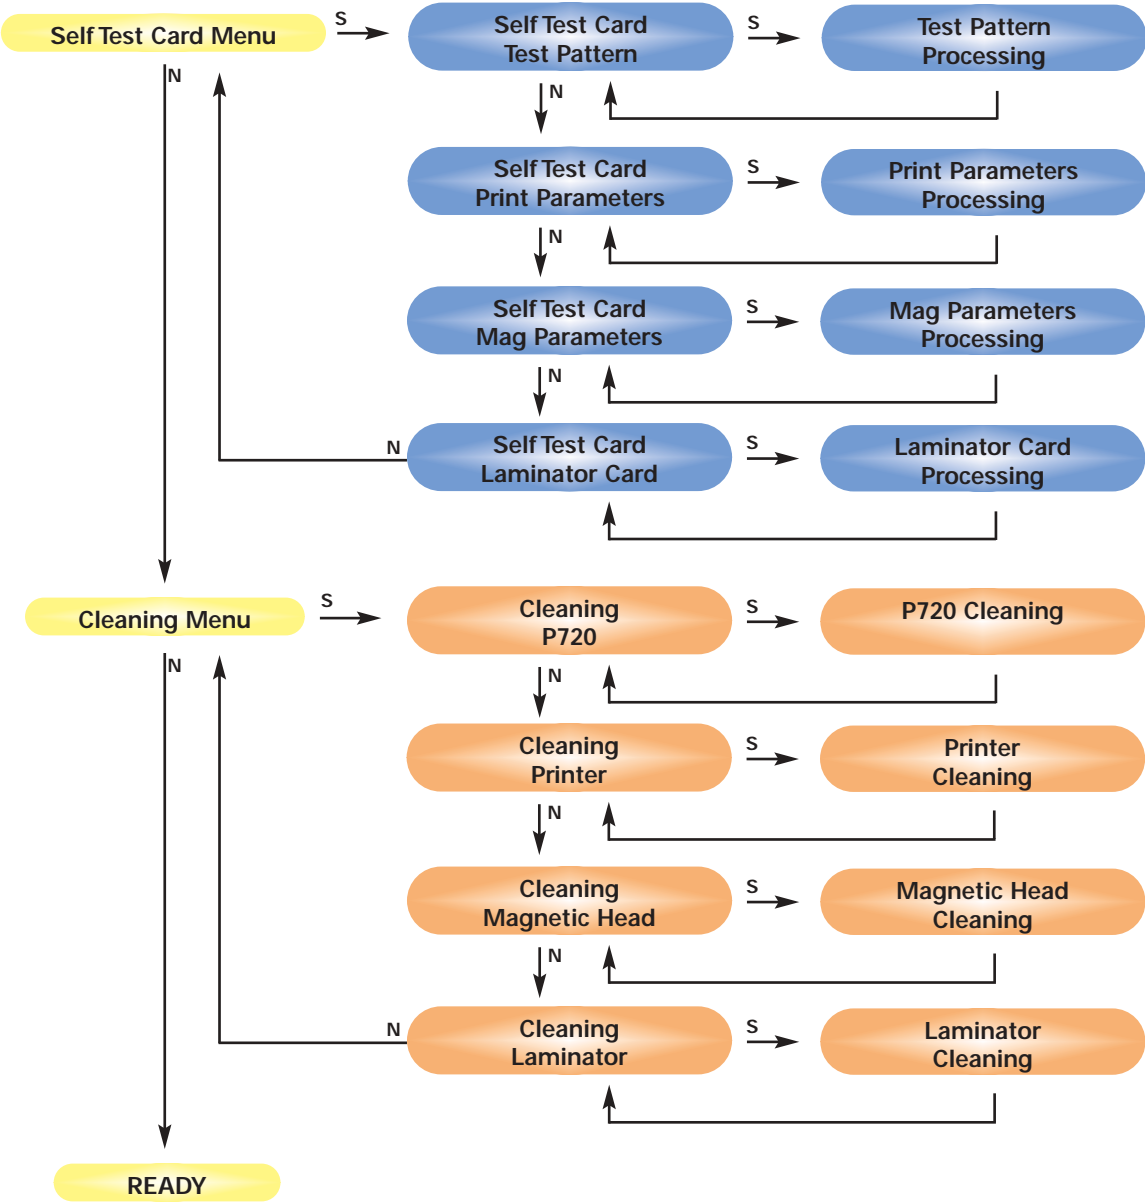 Self Test Card Menu
S
Self Test Card
Test Pattern
S
Test Pattern
Processing
N
N
Self Test Card
Print Parameters
S
Print Parameters
Processing
N
Self Test Card
Mag Parameters
S
Mag Parameters
Processing
N
N
Self Test Card
Laminator Card
S
Laminator Card
Processing
Cleaning Menu
S
Cleaning
P720
S
P720 Cleaning
N
N
Cleaning
Printer
S
Printer
Cleaning
N
Cleaning
Magnetic Head
S
Magnetic Head
Cleaning
N
N
Cleaning
Laminator
S
Laminator
Cleaning
READY